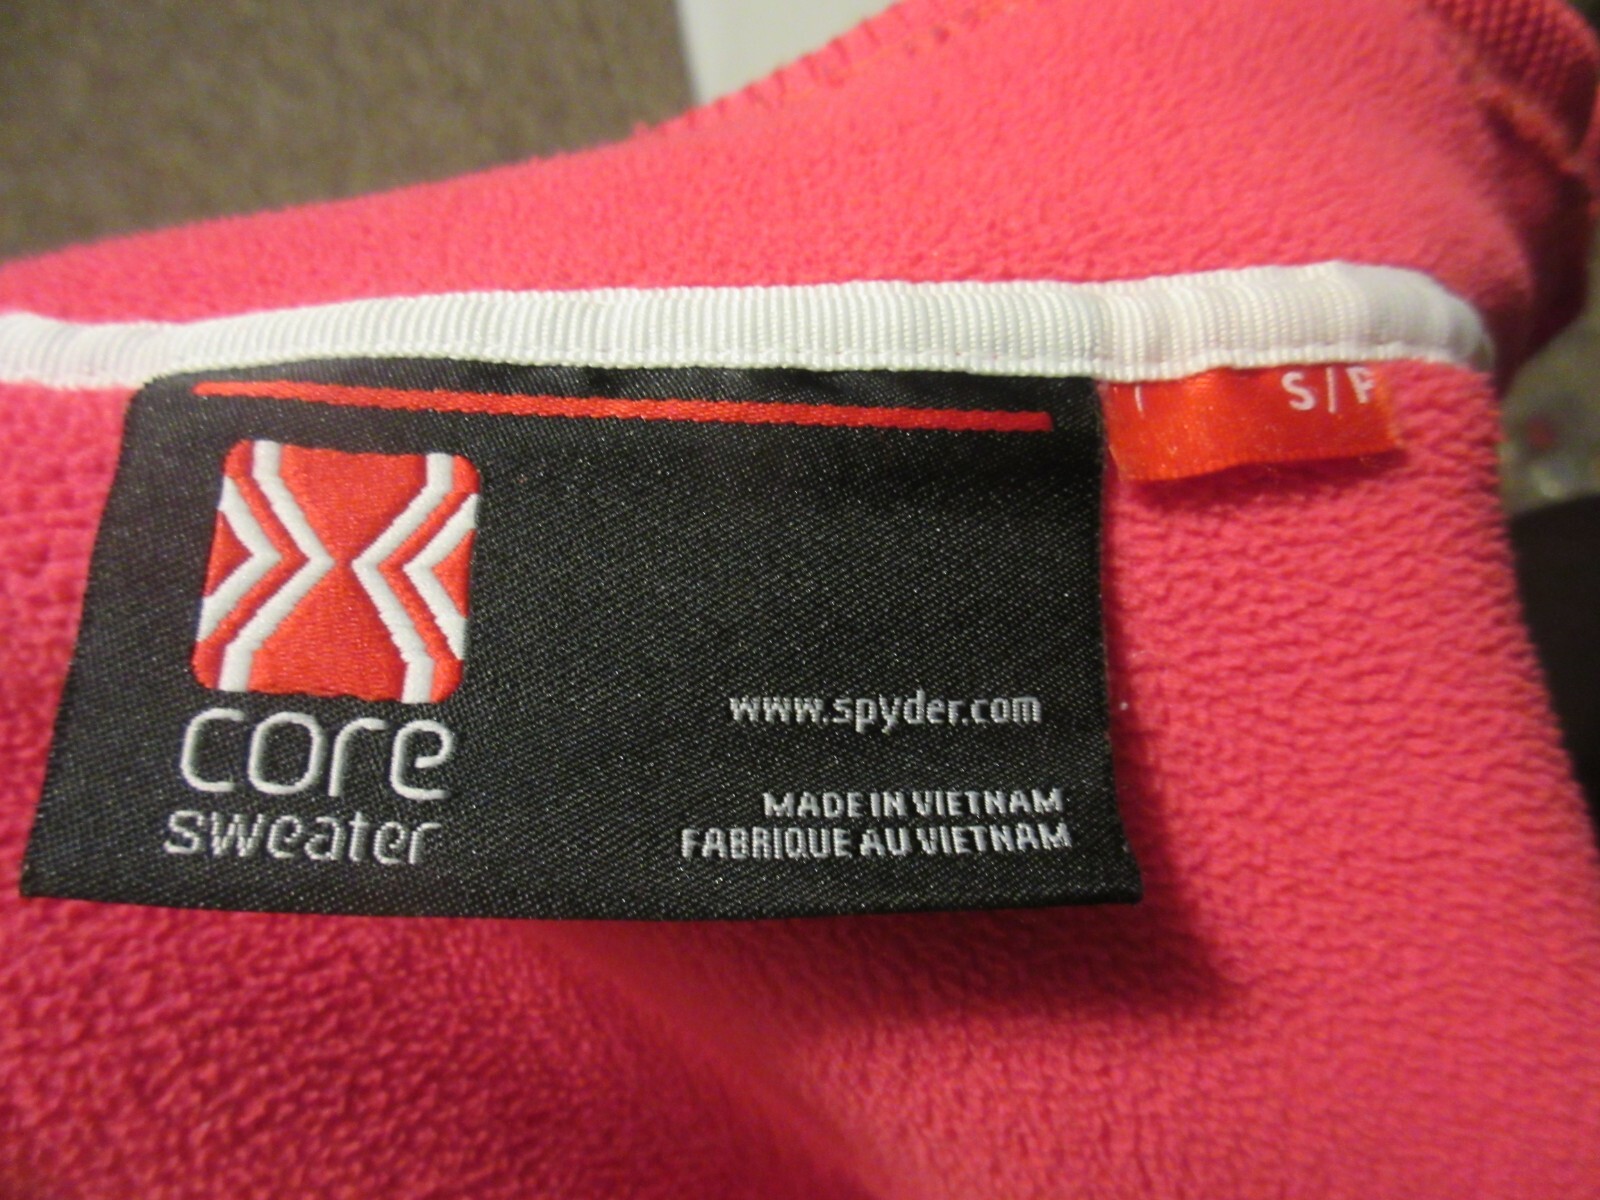 S/P
core
sweater
www.spyder.com
MADE IN VIETNAM
FABRIQUE AU VIETNAM